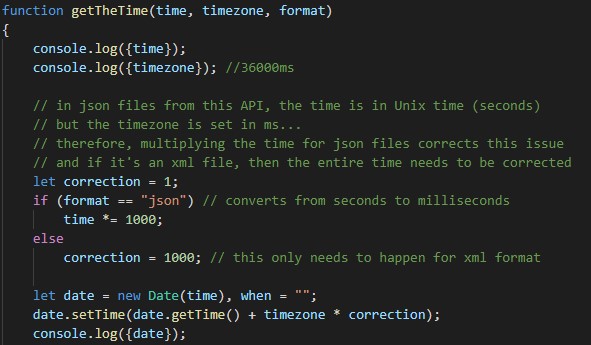 function getTheTime(time, timezone, format)
{
    console.log({time});
    console.log({timezone}); //36000ms
    // in json files from this API, the time is in Unix time (seconds)
    // but the timezone is set in ms...
    // therefore, multiplying the time for json files corrects this issue
    // and if it's an xml file, then the entire time needs to be corrected
    let correction = 1;
    if (format == "json") // converts from seconds to milliseconds
        time *= 1000;
    else
        correction = 1000; // this only needs to happen for xml format
    let date = new Date(time), when = "";
    date.setTime(date.getTime() + timezone * correction);
    console.log({date});